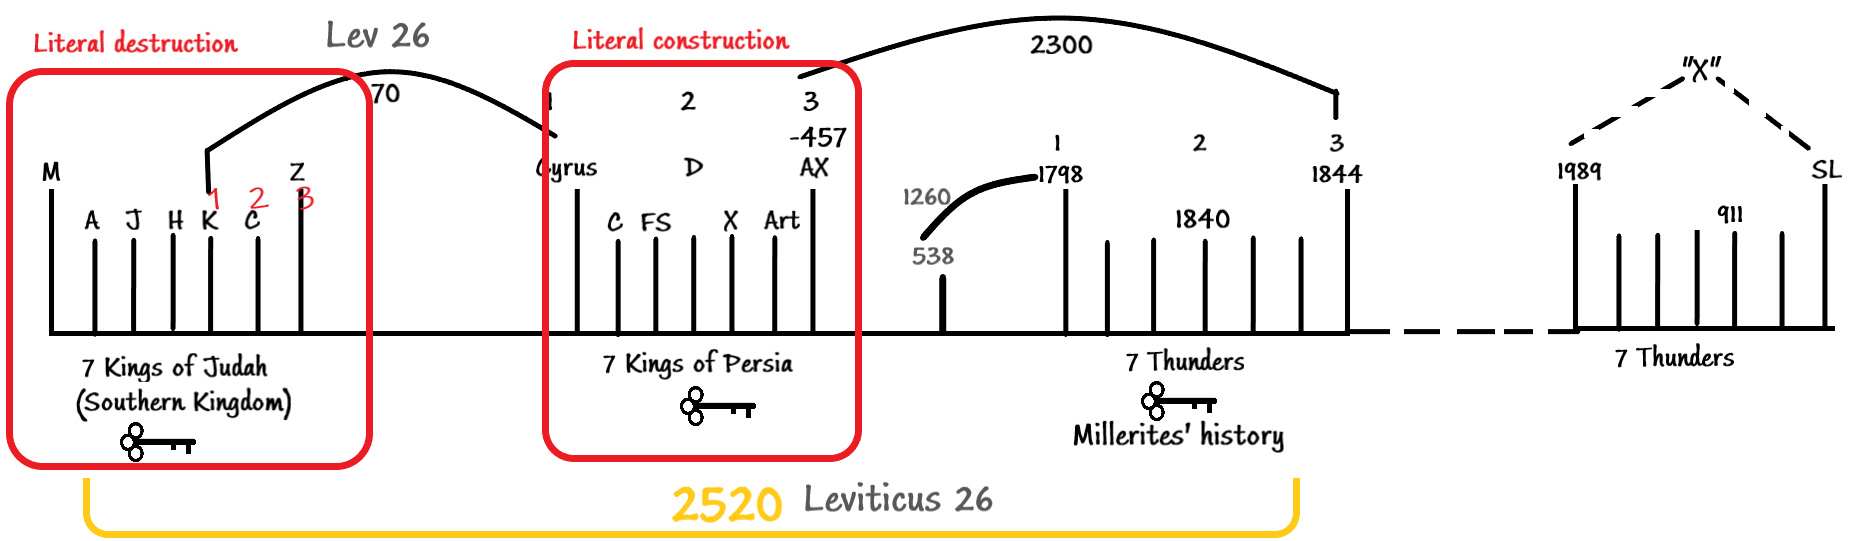 Literal destruction
Lev 26
Literal construction
2300
"X"
70
1
2
3
-457
M
Z
Cyrus
D
AX
1
2
3
1798
1844
1989
SL
1
2
3
A
J
H
K
C
C
FS
X
Art
1260
538
1840
911
7 Kings of Judah
(Southern Kingdom)
7 Kings of Persia
7 Thunders
Millerites' history
7 Thunders
2520
Leviticus 26